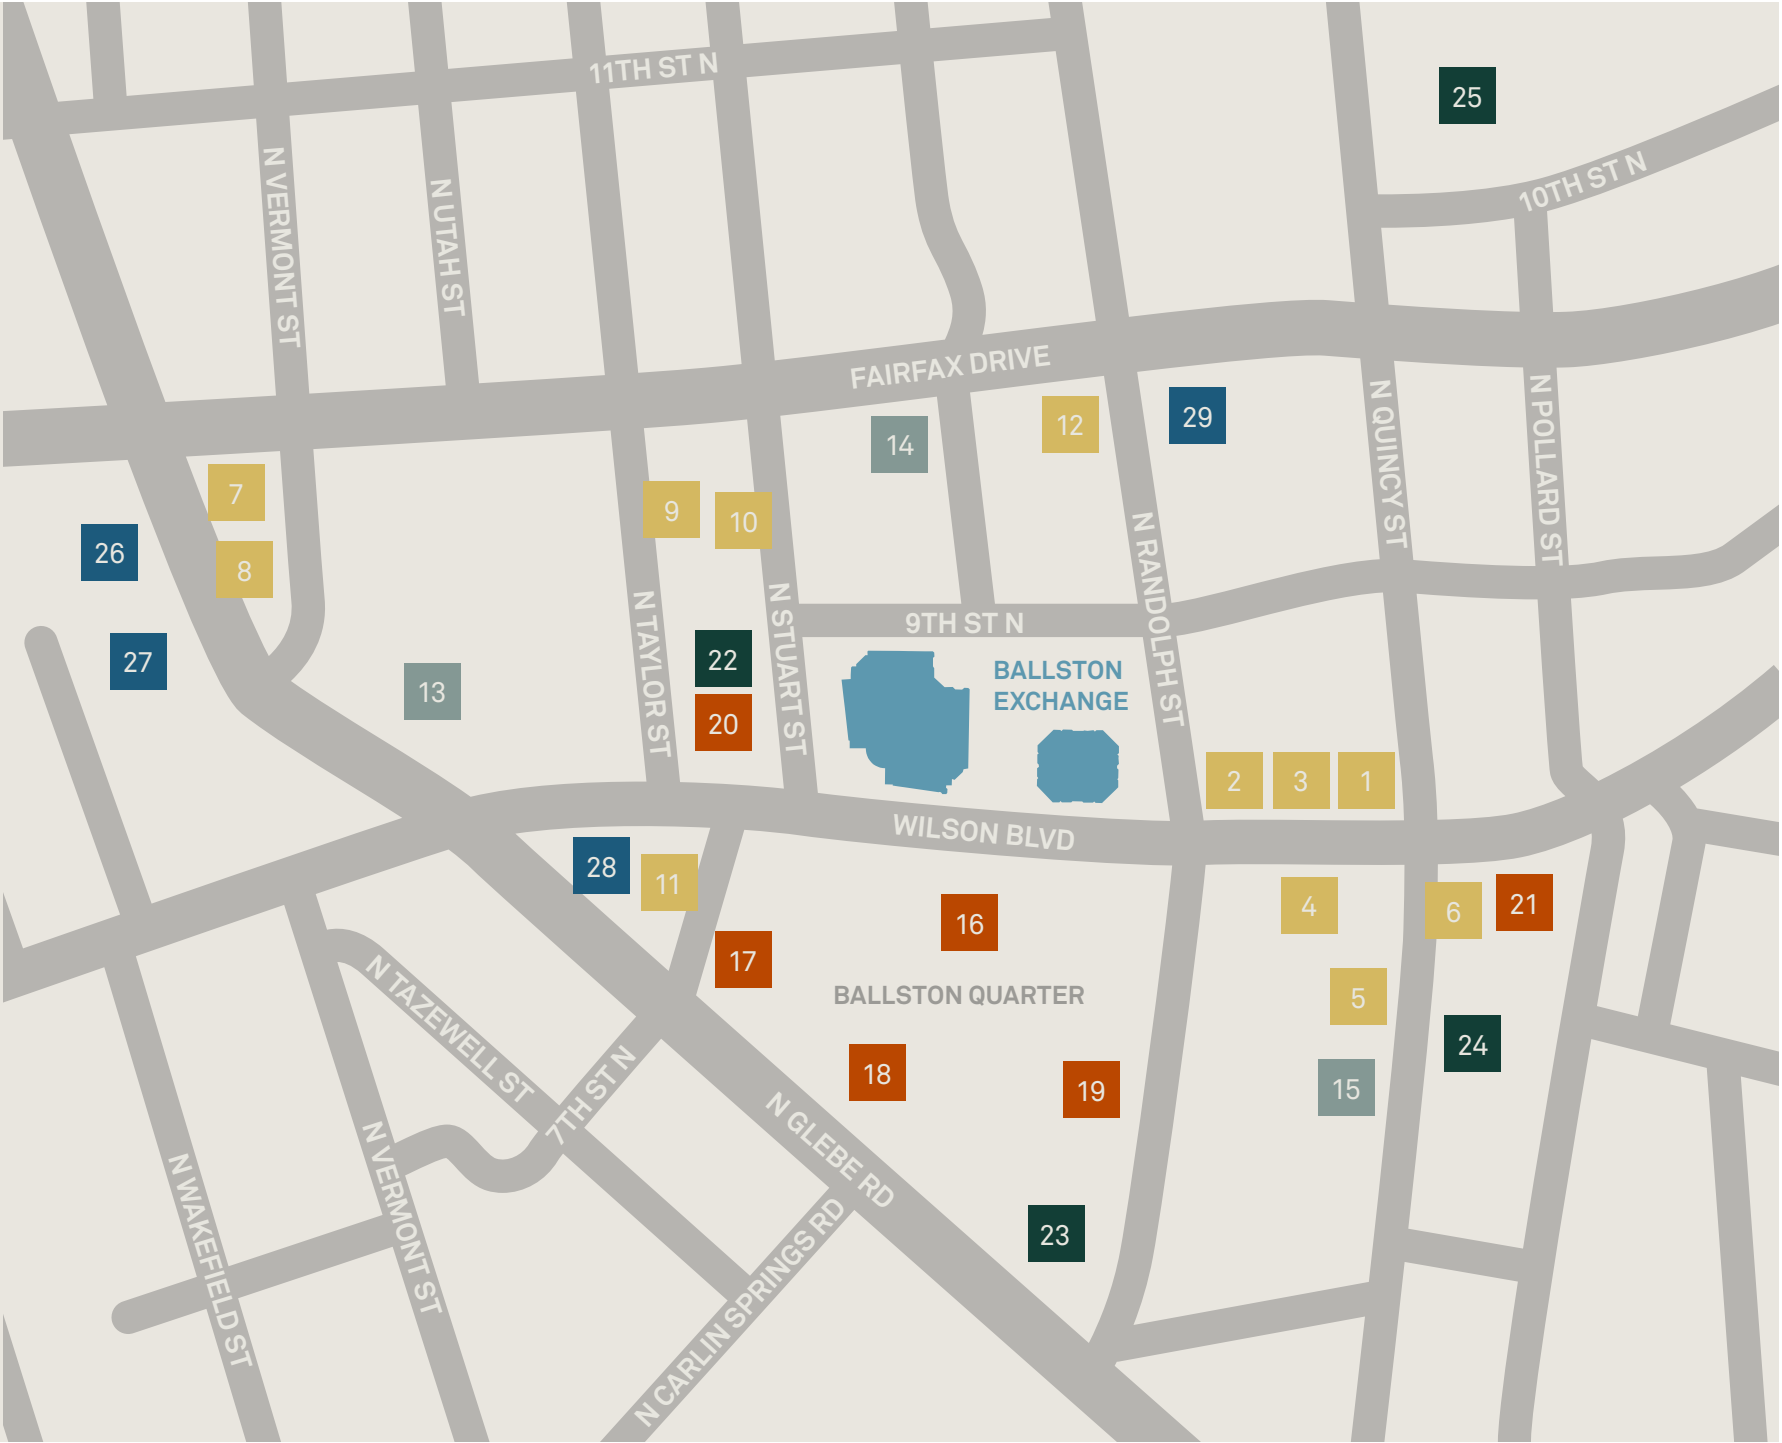 11TH ST N
25
N VERMONT ST
N UTAH ST
10TH ST N
FAIRFAX DRIVE
14
12
29
N QUINCY ST
N POLLARD ST
7
9
10
26
8
N TAYLOR ST
N STUART ST
9TH ST N
N RANDOLPH ST
27
13
22
20
BALLSTON
EXCHANGE
2
3
1
WILSON BLVD
28
11
16
4
6
21
17
N TAZEWELL ST
BALLSTON QUARTER
5
24
18
19
15
7TH ST N
N GLEBE RD
N WAKEFIELD ST
N VERMONT ST
N CARLIN SPRINGS RD
23